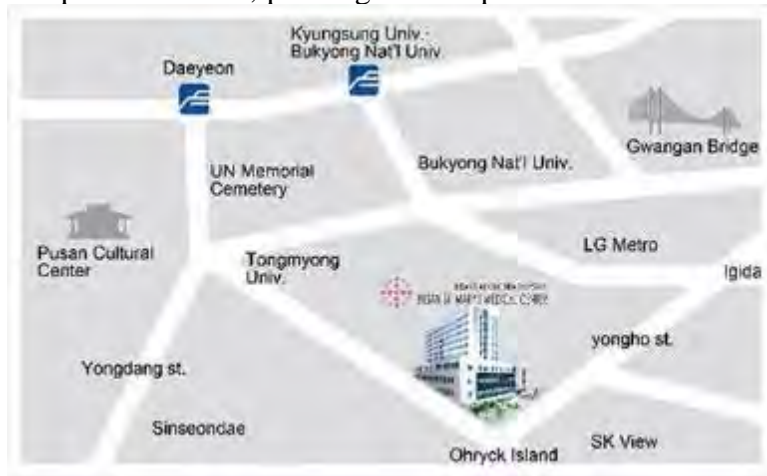 Kyungsung Univ.·
Bukyong Nat'l Univ.
Daeyeon
Gwangan Bridge
UN Memorial
Cemetery
Bukyong Nat'l Univ.
Pusan Cultural
Center
Tongmyong
Univ.
LG Metro
Igida
yongho st.
Yongdang st.
Sinseondae
SK View
Ohryck Island